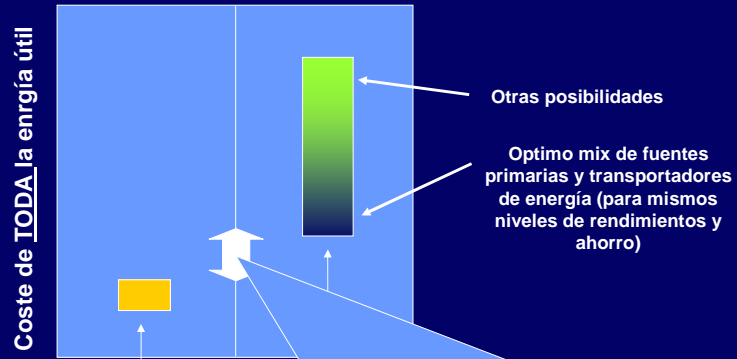 Coste de TODA la enrgía útil
Otras posibilidades
Optimo mix de fuentes
primarias y transportadores
de energía (para mismos
niveles de rendimientos y
ahorro)